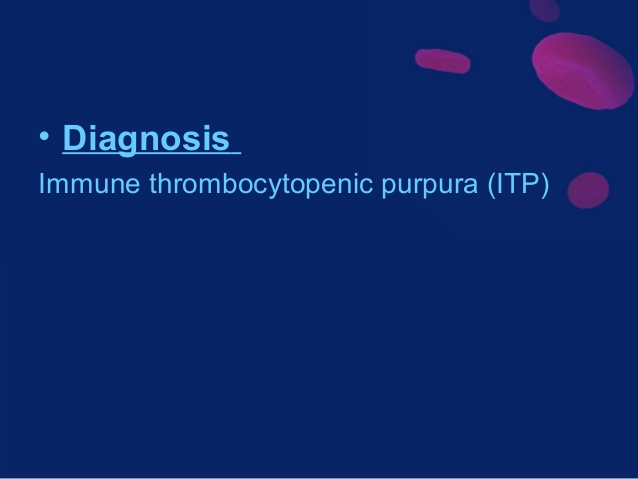 • Diagnosis
Immune thrombocytopenic purpura (ITP)